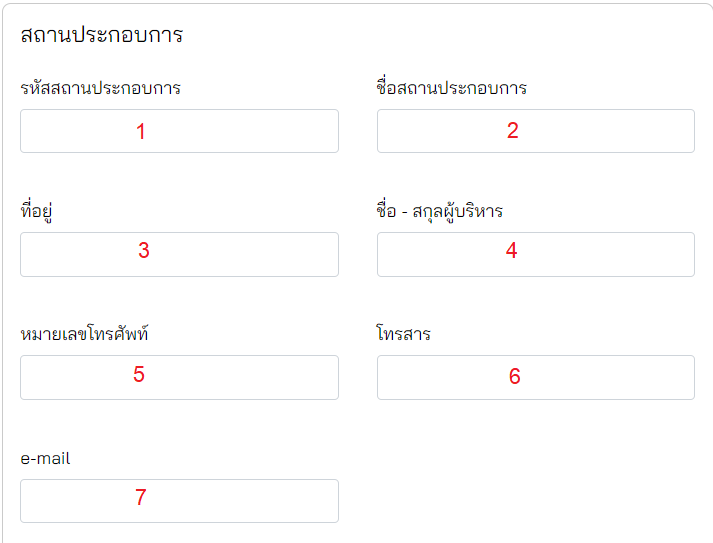 สถานประกอบการ
รหัสสถานประกอบการ ชื่อสถานประกอบการ
1 2
ที่อยู่ ชื่อ - สกุลผู้บริหาร
3 4
หมายเลขโทรศัพท์ โทรสาร
5 6
e-mail
7